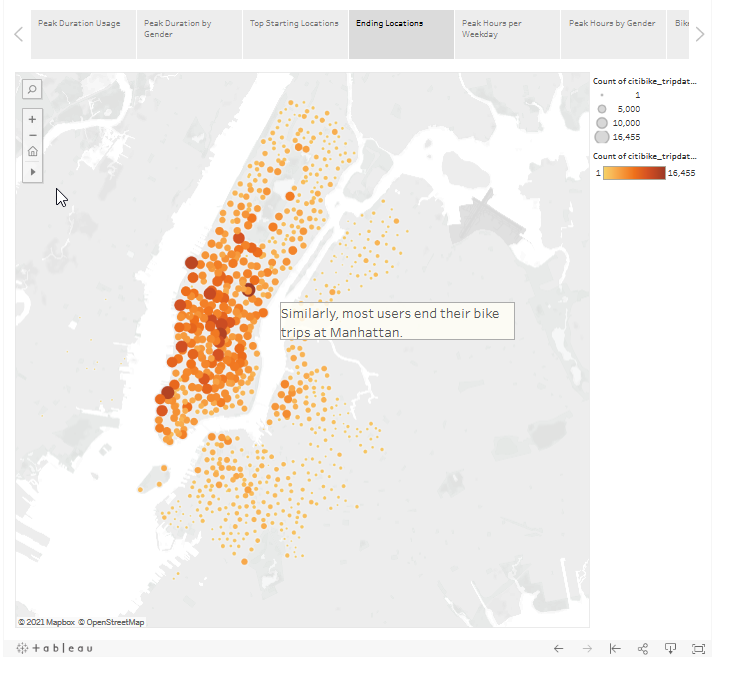 Peak Duration Usage
Peak Duration by
Gender
Top Starting Locations
Ending Locations
Peak Hours per
Weekday
Peak Hours by Gender
Count of citibike_tripdat...
1
5,000
10,000
16,455
Count of citibike_tripdat...
1 16,455
+
−
Similarly, most users end their bike
trips at Manhattan.
© 2021 Mapbox © OpenStreetMap
+ a b l e a u